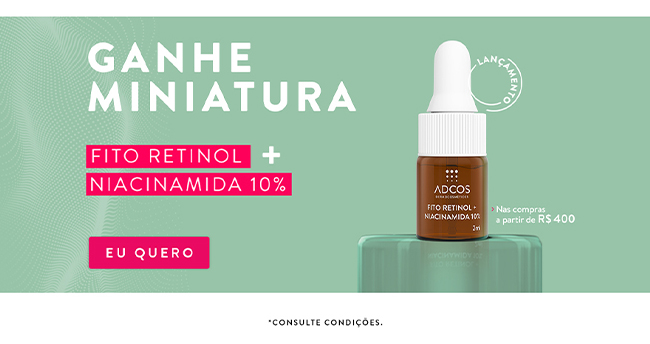 GANHE
MINIATURA
FITO RETINOL +
NIACINAMIDA 10%
EU QUERO
LANÇAMENTO
ADCOS
FITO RETINOL +
NIACINAMIDA 10%
2ml
Nas compras
a partir de R$ 400
*CONSULTE CONDIÇÕES.